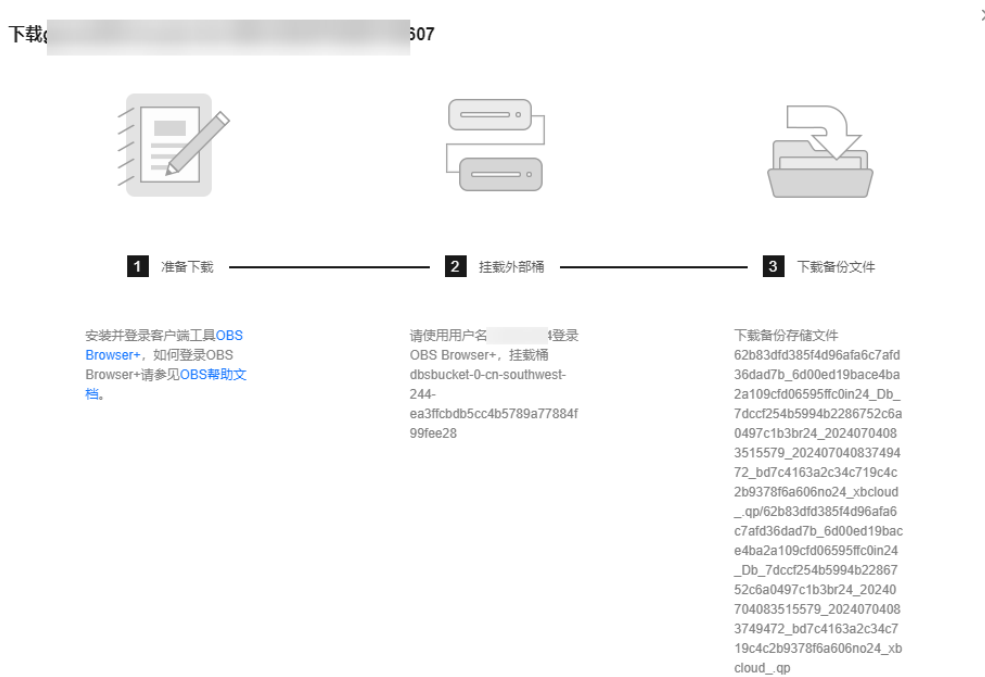 下载g 607
1 准备下载
2 挂载外部桶
3 下载备份文件
安装并登录客户端工具OBS
Browser+，如何登录OBS
Browser+请参见OBS帮助文
档。
请使用用户名 4登录
OBS Browser+，挂载桶
dbsbucket-0-cn-southwest-
244-
ea3ffcbdb5cc4b5789a77884f
99fee28
下载备份存储文件
62b83dfd385f4d96afa6c7afd
36dad7b_6d00ed19bace4ba
2a109cfd06595ffc0in24_Db_
7dccf254b5994b2286752c6a
0497c1b3br24_2024070408
3515579_202407040837494
72_bd7c4163a2c34c719c4c
2b9378f6a606no24_xbcloud
_.qp/62b83dfd385f4d96afa6
c7afd36dad7b_6d00ed19bac
e4ba2a109cfd06595ffc0in24
_Db_7dccf254b5994b22867
52c6a0497c1b3br24_20240
704083515579_2024070408
3749472_bd7c4163a2c34c7
19c4c2b9378f6a606no24_xb
cloud_.qp